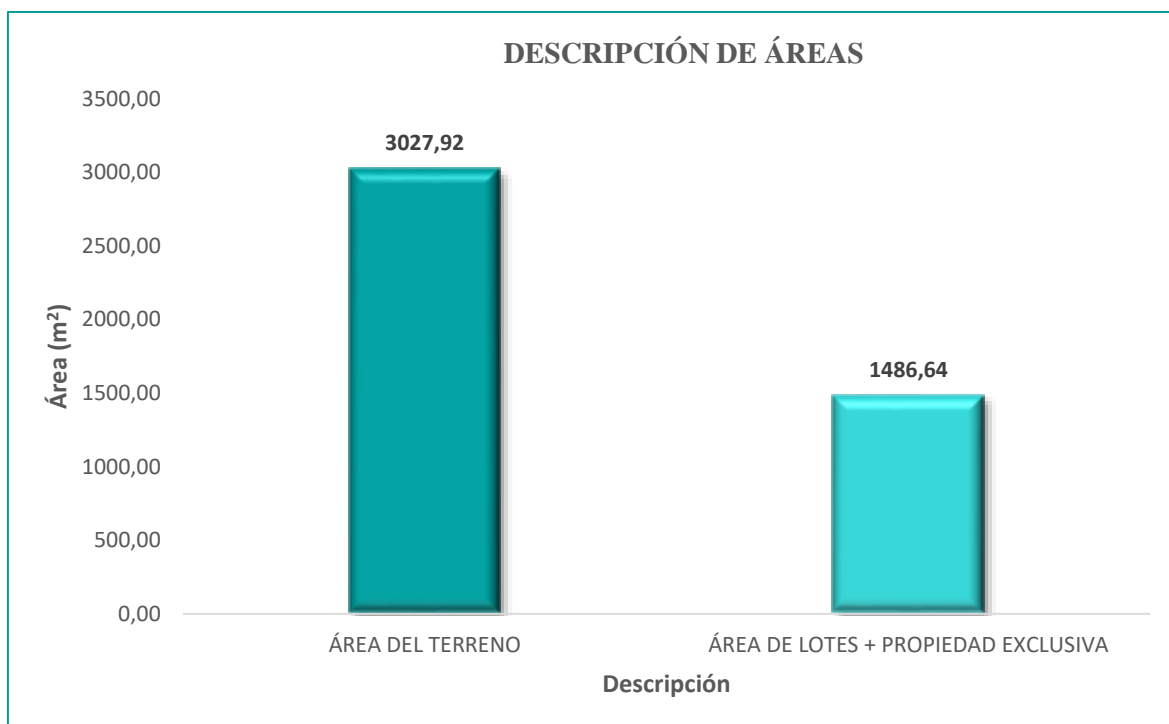 DESCRIPCIÓN DE ÁREAS
3500,00
3000,00
2500,00
2000,00
1500,00
1000,00
500,00
0,00
Área (m²)
3027,92
1486,64
ÁREA DEL TERRENO
ÁREA DE LOTES + PROPIEDAD EXCLUSIVA
Descripción